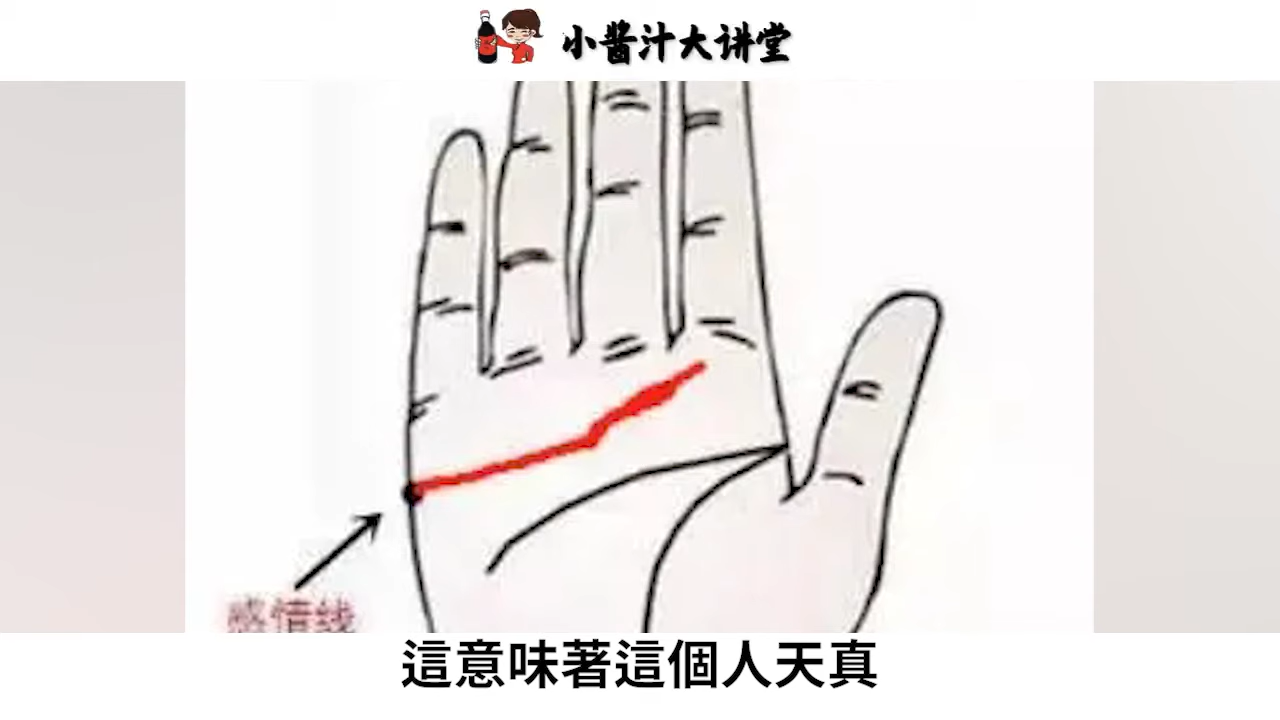 小酱汁大讲堂
感情线
這意味著這個人天真